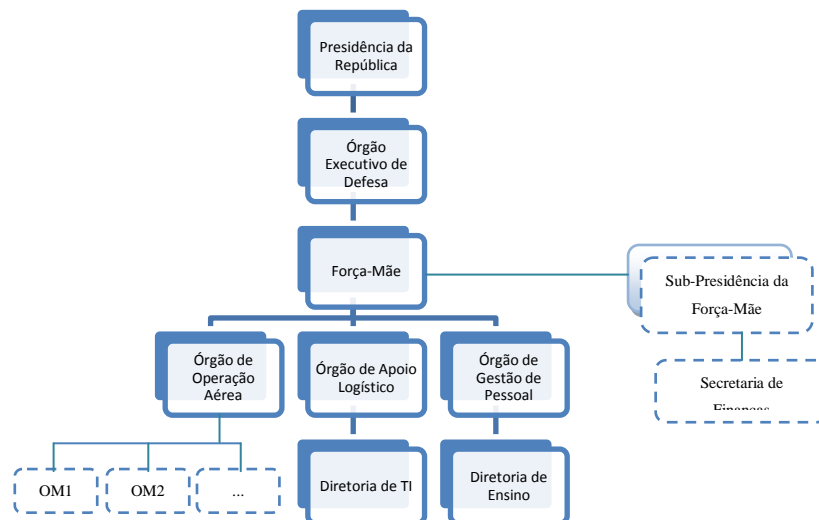 Presidência da
República
Órgão
Executivo de
Defesa
Força-Mãe
Sub-Presidência da
Força-Mãe
Secretaria de
Finanças
Órgão de
Operação
Aérea
Órgão de Apoio
Logístico
Órgão de
Gestão de
Pessoal
OM1
OM2
...
Diretoria de TI
Diretoria de
Ensino